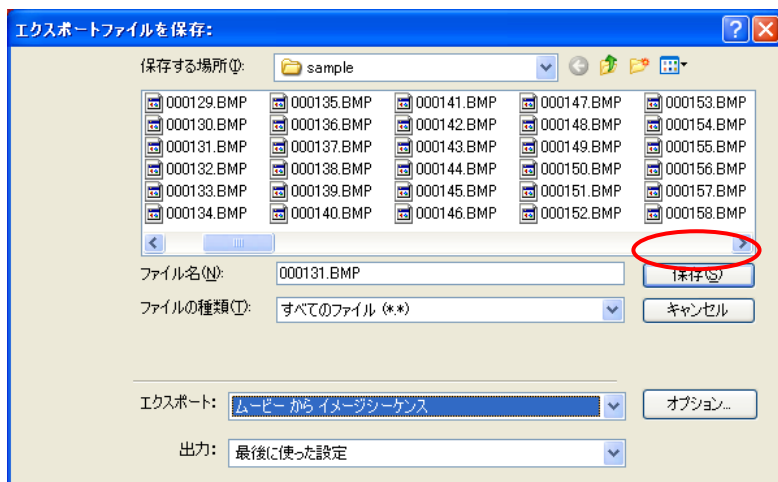 エクスポートファイルを保存:
保存する場所(I): sample
000129.BMP 000135.BMP 000141.BMP 000147.BMP 000153.BMP
000130.BMP 000136.BMP 000142.BMP 000148.BMP 000154.BMP
000131.BMP 000137.BMP 000143.BMP 000149.BMP 000155.BMP
000132.BMP 000138.BMP 000144.BMP 000150.BMP 000156.BMP
000133.BMP 000139.BMP 000145.BMP 000151.BMP 000157.BMP
000134.BMP 000140.BMP 000146.BMP 000152.BMP 000158.BMP
ファイル名(N): 000131.BMP 保存(S)
ファイルの種類(T): すべてのファイル (*.*) キャンセル
エクスポート: ムービー から イメージシーケンス オプション...
出力: 最後に使った設定